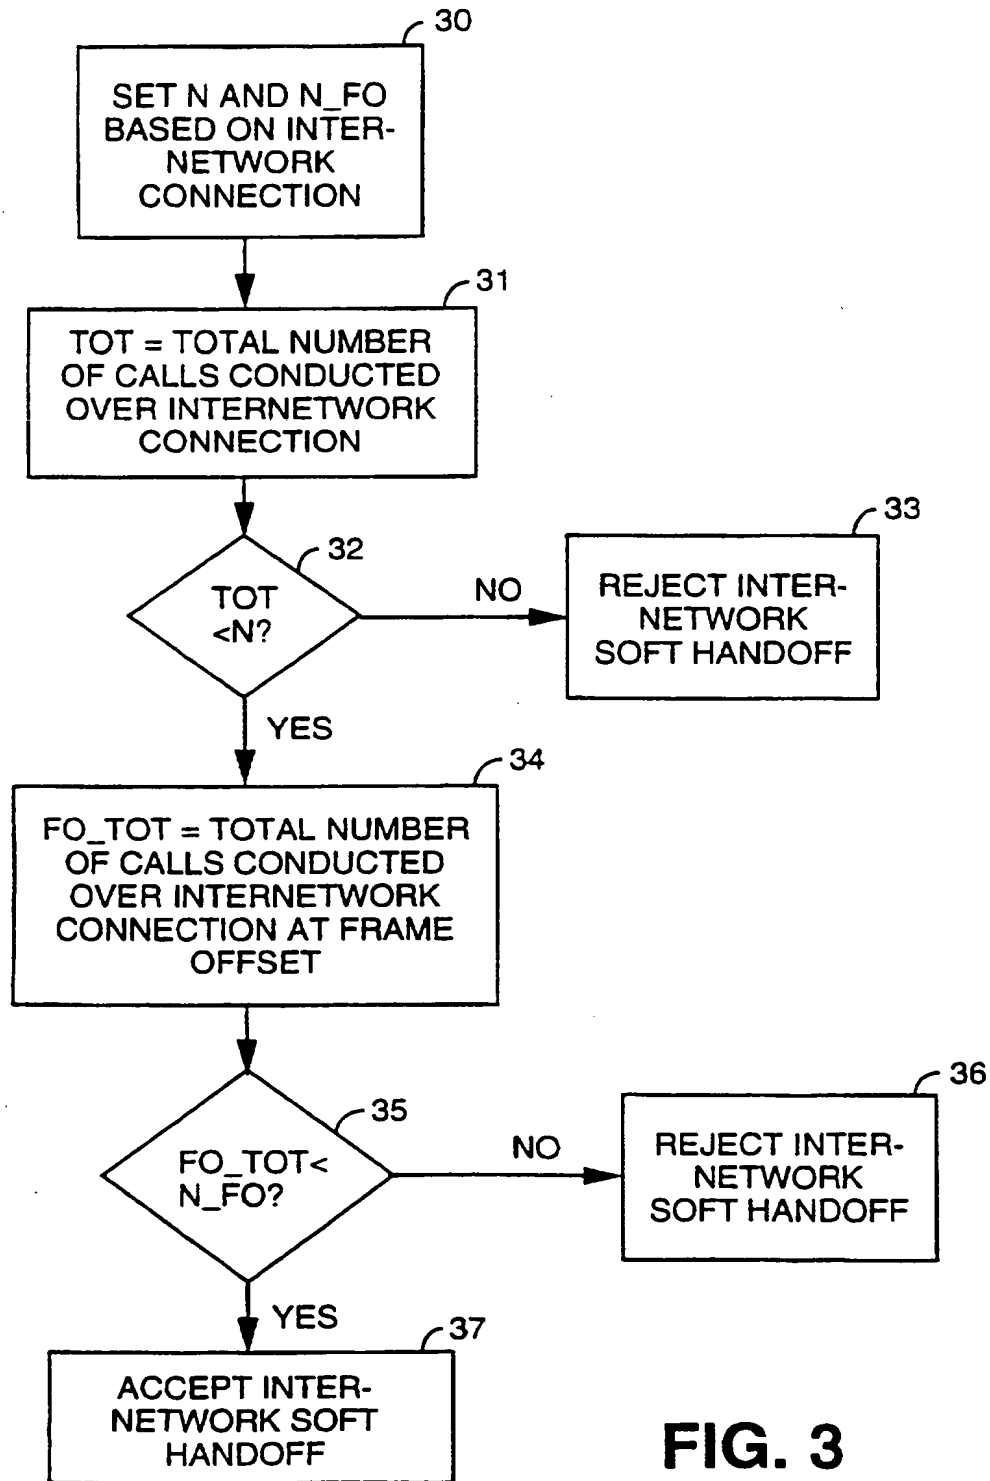 30
SET N AND N_FO
BASED ON INTER-
NETWORK
CONNECTION
31
TOT = TOTAL NUMBER
OF CALLS CONDUCTED
OVER INTERNETWORK
CONNECTION
32
TOT
<N?
NO
33
REJECT INTER-
NETWORK
SOFT HANDOFF
YES
34
FO_TOT = TOTAL NUMBER
OF CALLS CONDUCTED
OVER INTERNETWORK
CONNECTION AT FRAME
OFFSET
35
FO_TOT<
N_FO?
NO
36
REJECT INTER-
NETWORK
SOFT HANDOFF
YES
37
ACCEPT INTER-
NETWORK SOFT
HANDOFF
FIG. 3